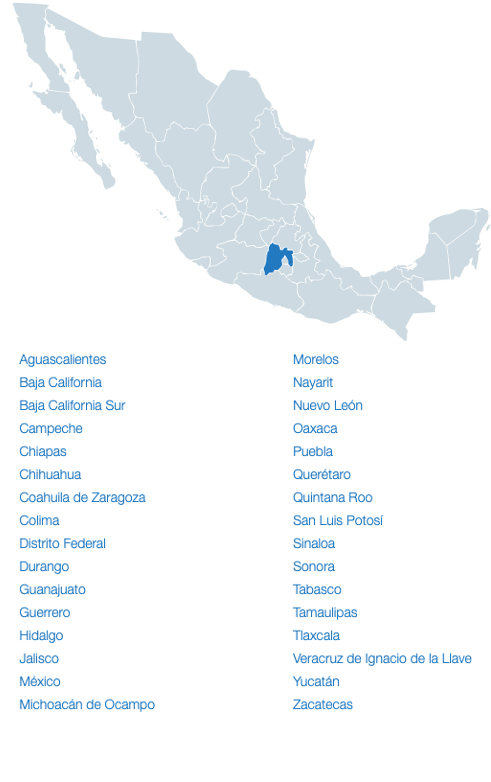 Aguascalientes
Baja California
Baja California Sur
Campeche
Chiapas
Chihuahua
Coahuila de Zaragoza
Colima
Distrito Federal
Durango
Guanajuato
Guerrero
Hidalgo
Jalisco
México
Michoacán de Ocampo
Morelos
Nayarit
Nuevo León
Oaxaca
Puebla
Querétaro
Quintana Roo
San Luis Potosí
Sinaloa
Sonora
Tabasco
Tamaulipas
Tlaxcala
Veracruz de Ignacio de la Llave
Yucatán
Zacatecas